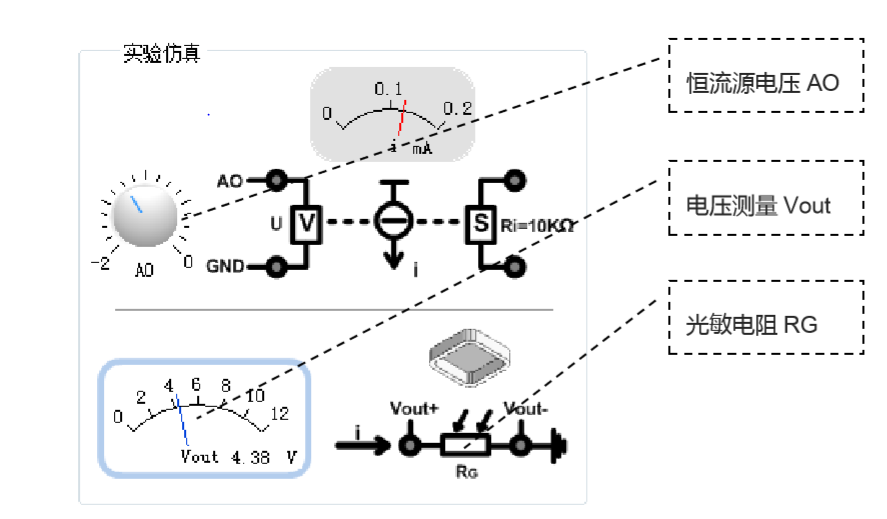 实验仿真
恒流源电压 AO
0 0.1 0.2
i mA
AO
U V
S Ri=10KΩ
-2 AO 0
GND
i
电压测量 Vout
光敏电阻 RG
0 2 4 6 8 10 12
Vout 4.38 V
Vout+ Vout-
i
RG